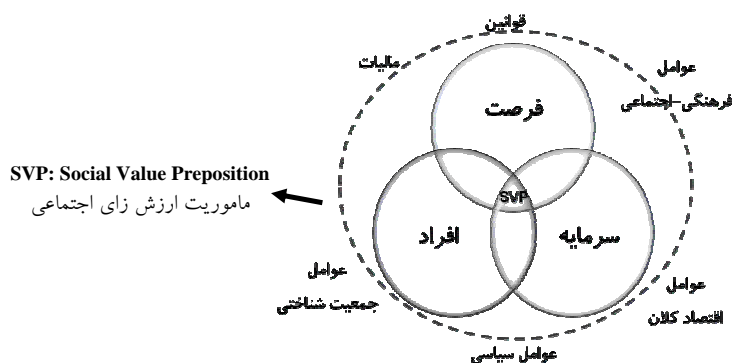 قوانین
مالیات
عوامل
فرهنگی-اجتماعی
فرصت
SVP: Social Value Preposition
ماموریت ارزش زای اجتماعی
SVP
افراد
سرمایه
عوامل
جمعیت شناختی
عوامل
اقتصاد کلان
عوامل سیاسی